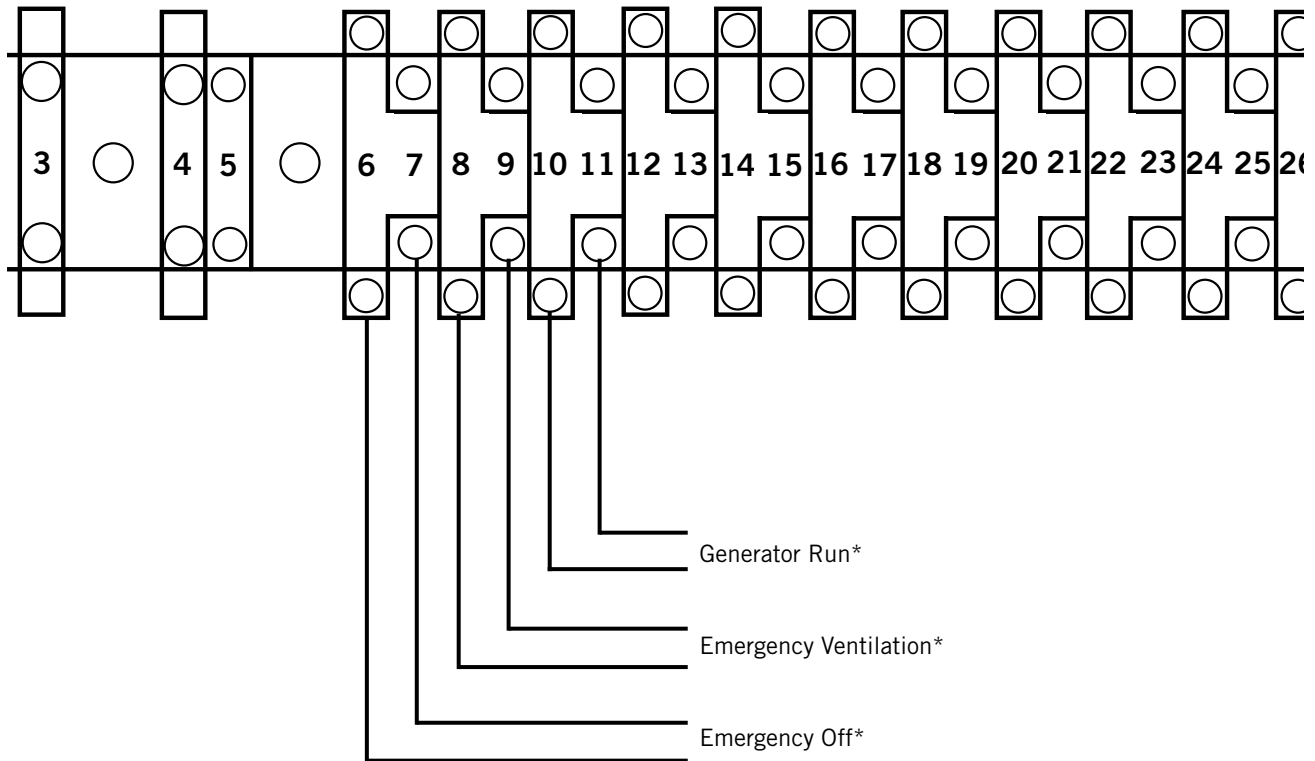 3 4 5 6 7 8 9 10 11 12 13 14 15 16 17 18 19 20 21 22 23 24 25 26
Generator Run*
Emergency Ventilation*
Emergency Off*